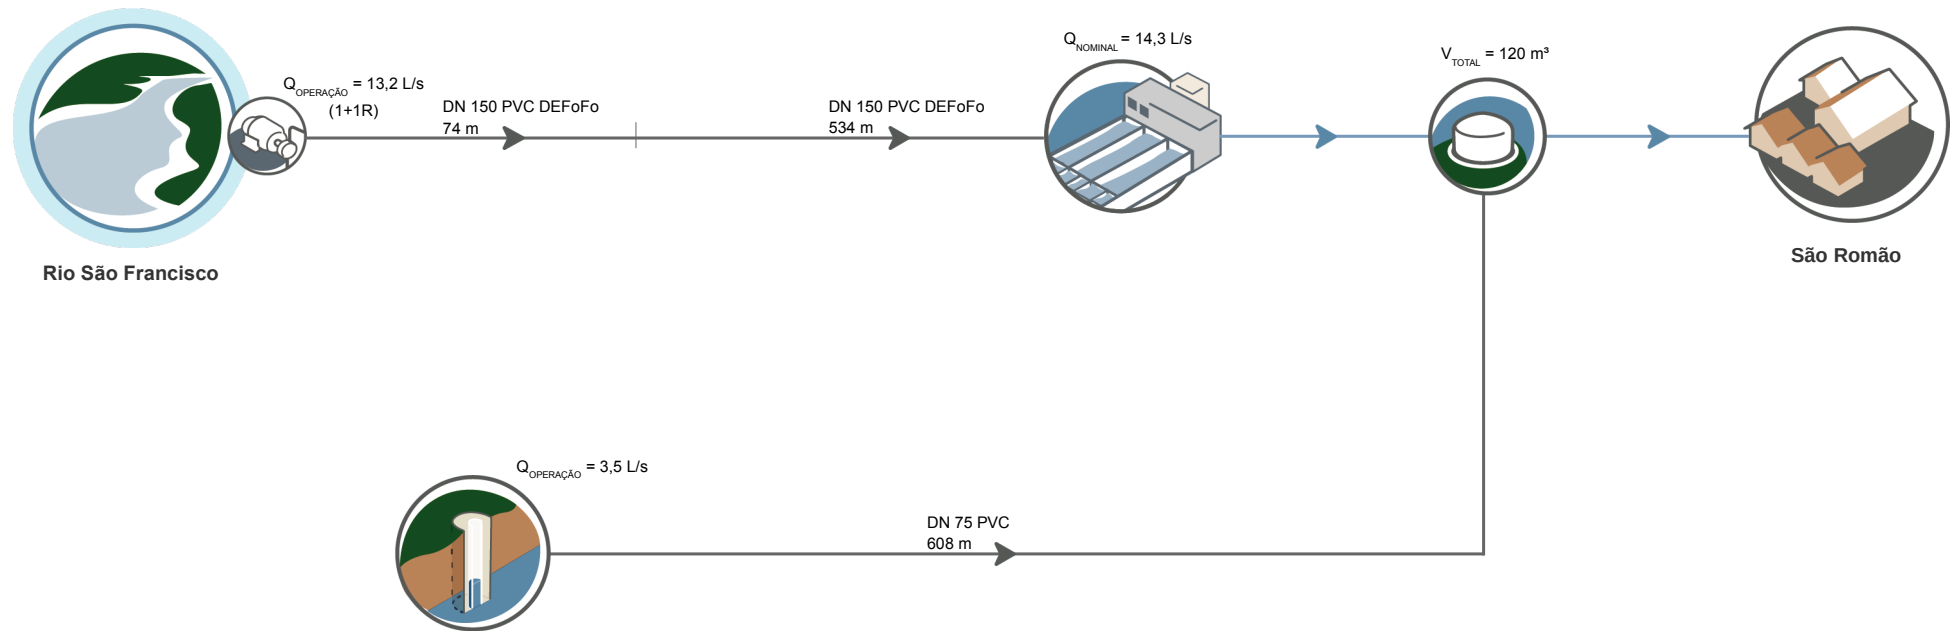 Q_NOMINAL = 14,3 L/s
V_TOTAL = 120 m³
Q_OPERAÇÃO = 13,2 L/s
(1+1R)
DN 150 PVC DEFoFo
74 m
DN 150 PVC DEFoFo
534 m
São Romão
Rio São Francisco
Q_OPERAÇÃO = 3,5 L/s
DN 75 PVC
608 m